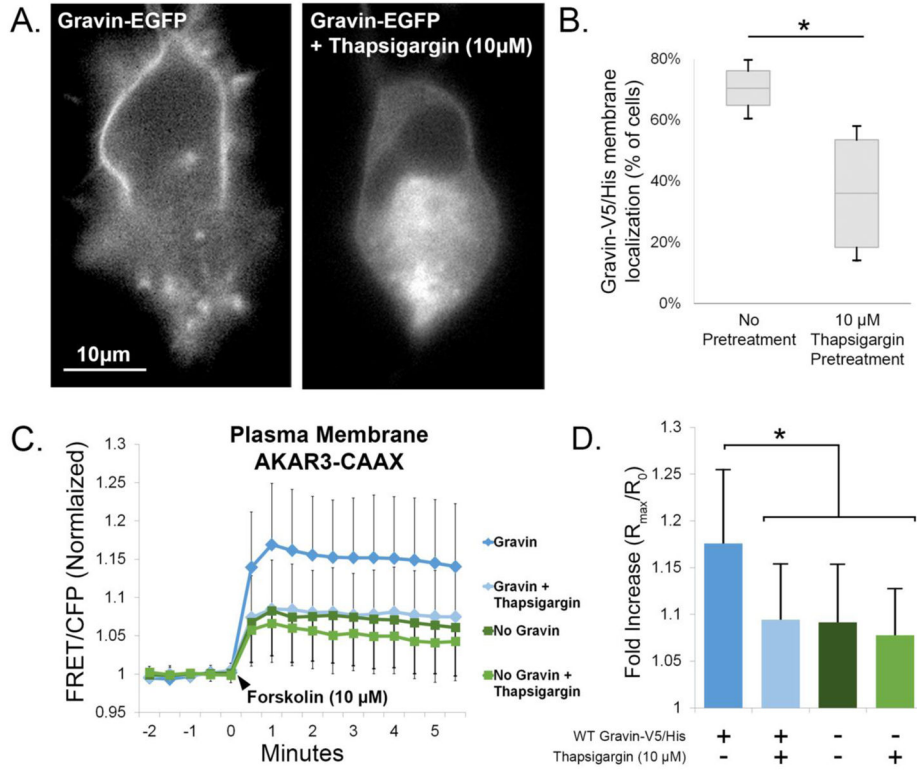 A.
Gravin-EGFP
Gravin-EGFP
+ Thapsigargin (10µM)
10µm
B.
*
80%
60%
40%
20%
0%
Gravin-V5/His membrane
localization (% of cells)
No
Pretreatment
10 µM
Thapsigargin
Pretreatment
C.
Plasma Membrane
AKAR3-CAAX
FRET/CFP (Normlaized)
1.3
1.25
1.2
1.15
1.1
1.05
1
0.95
-2
-1
0
1
2
3
4
5
Minutes
Forskolin (10 µM)
Gravin
Gravin +
Thapsigargin
No Gravin
No Gravin +
Thapsigargin
D.
*
Fold Increase (Rmax/R0)
1.3
1.25
1.2
1.15
1.1
1.05
1
WT Gravin-V5/His + + - -
Thapsigargin (10 µM) - + - +